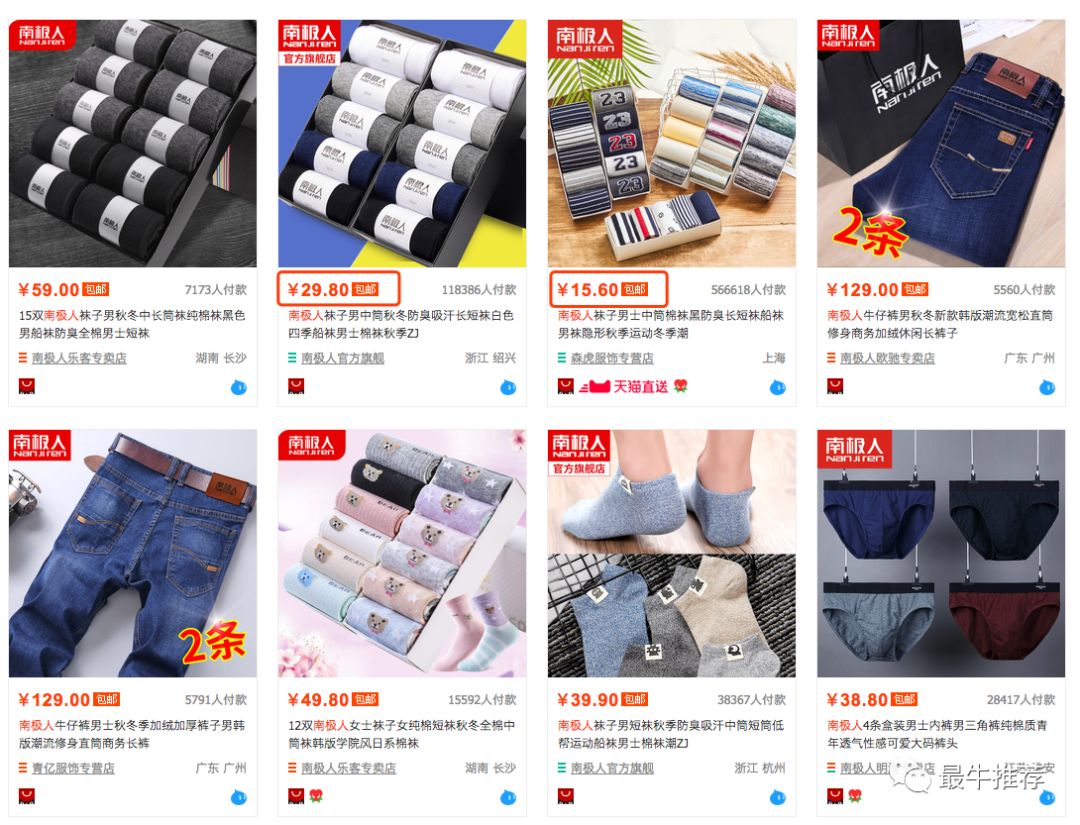 南极人
NanJiren
¥59.00 包邮 7173人付款
15双南极人袜子男秋冬中长筒袜纯棉袜黑色
男船袜防臭全棉男士短袜
南极人乐客专卖店 湖南 长沙
南极人
NanJiren
官方旗舰店
¥29.80 包邮 118386人付款
南极人袜子男中筒秋冬防臭吸汗长短袜白色
四季船袜男士棉袜秋季ZJ
南极人官方旗舰 浙江 绍兴
南极人
NanJiren
23
23
23
23
23
¥15.60 包邮 566618人付款
南极人袜子男士中筒棉袜黑防臭长短袜船袜
男袜隐形秋季运动冬季潮
森虎服饰专营店 上海
天猫直送
南极人
NanJiren
南极人
NanJiren
2条
¥129.00 包邮 5560人付款
南极人牛仔裤男秋冬新款韩版潮流宽松直筒
修身商务加绒休闲长裤子
南极人欧驰专卖店 广东 广州
南极人
NanJiren
2条
¥129.00 包邮 5791人付款
南极人牛仔裤男士秋冬季加绒加厚裤子男韩
版潮流修身直筒商务长裤
青亿服饰专营店 广东 广州
南极人
NanJiren
BEAR
BEAR
BEAR
¥49.80 包邮 15592人付款
12双南极人女士袜子女纯棉短袜秋冬全棉中
筒袜韩版学院风日系棉袜
南极人乐客专卖店 湖南 长沙
南极人
NanJiren
官方旗舰店
¥39.90 包邮 38367人付款
南极人袜子男短袜秋季防臭吸汗中筒短筒低
帮运动船袜男士棉袜潮ZJ
南极人官方旗舰 浙江 杭州
南极人
NanJiren
¥38.80 包邮 28417人付款
南极人4条盒装男士内裤男三角裤纯棉质青
年透气性感可爱大码裤头
南极人明
最牛推荐